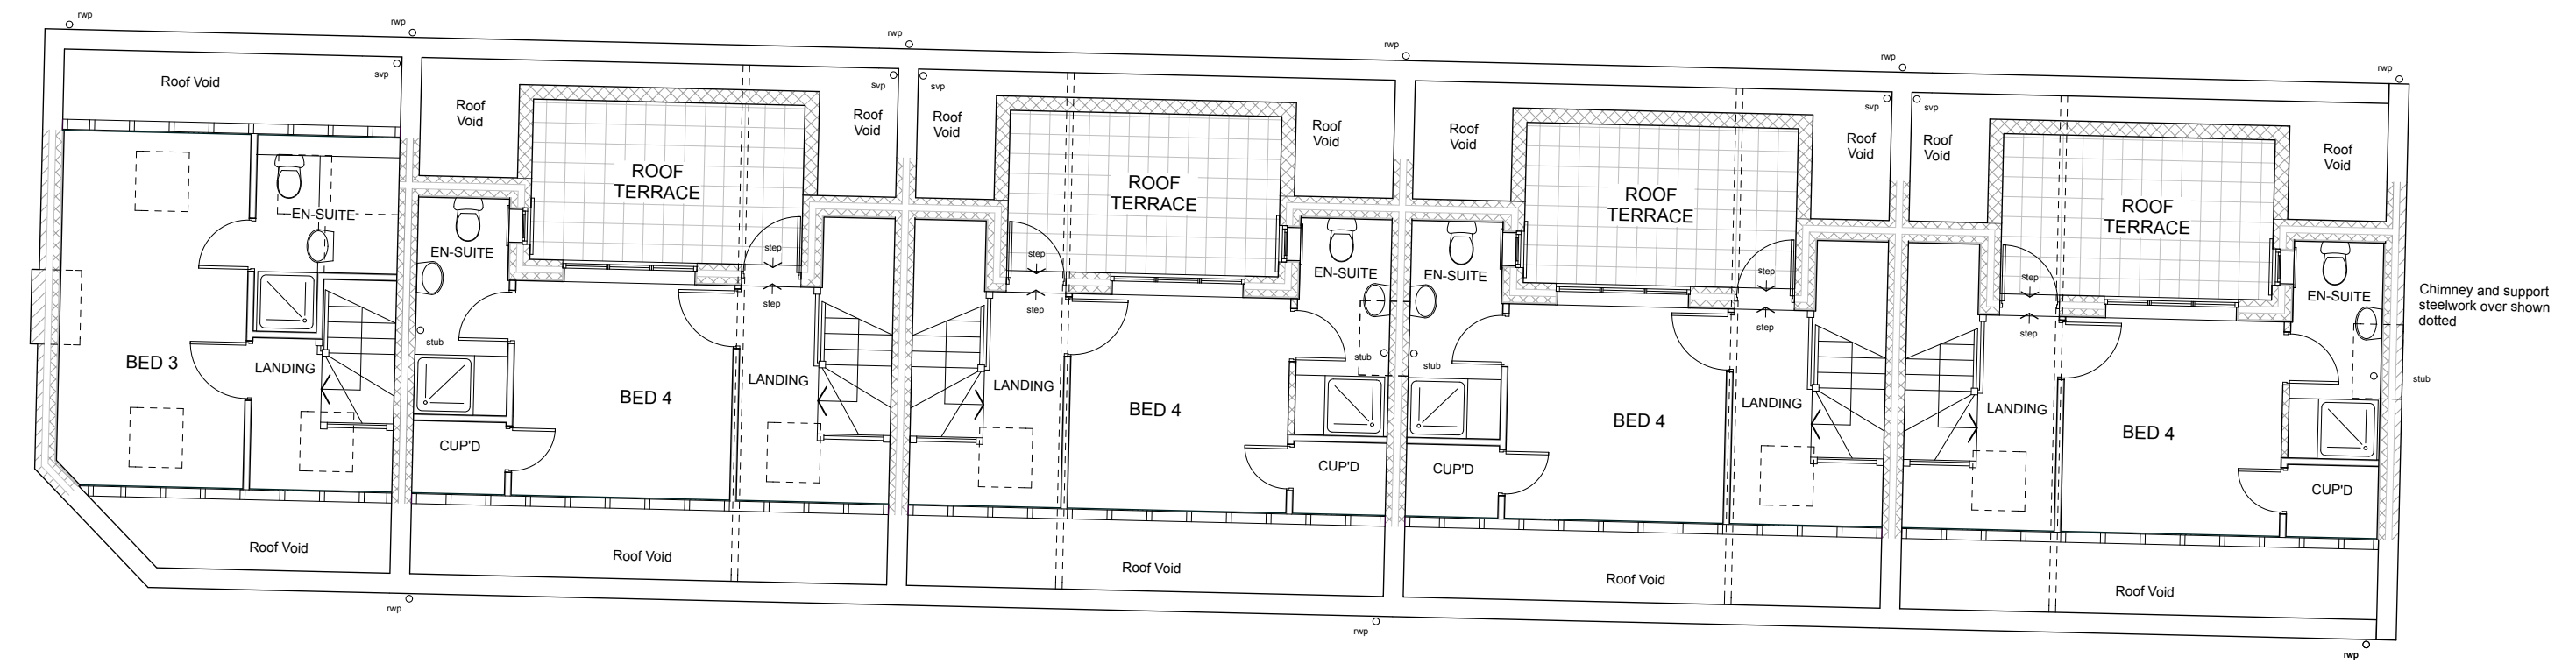 rwp
rwp
rwp
rwp
rwp
rwp
svp
Roof Void
Roof
Void
svp
Roof
Void
svp
Roof
Void
Roof
Void
Roof
Void
svp
Roof
Void
svp
Roof
Void
Roof
Void
ROOF
TERRACE
ROOF
TERRACE
ROOF
TERRACE
ROOF
TERRACE
EN-SUITE
EN-SUITE
step
step
step
step
EN-SUITE
EN-SUITE
step
step
step
step
EN-SUITE
Chimney and support
steelwork over shown
dotted
stub
stub
stub
stub
BED 3
LANDING
BED 4
LANDING
LANDING
BED 4
BED 4
LANDING
LANDING
BED 4
CUP'D
CUP'D
CUP'D
CUP'D
Roof Void
Roof Void
Roof Void
Roof Void
Roof Void
rwp
rwp
rwp